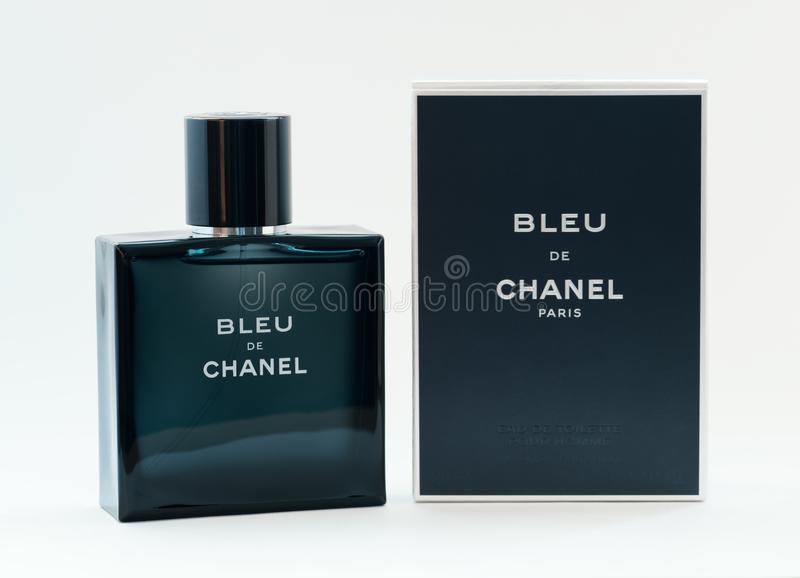 BLEU
DE
CHANEL
BLEU
DE
CHANEL
PARIS
EAU DE TOILETTE
POUR HOMME
dreamstime